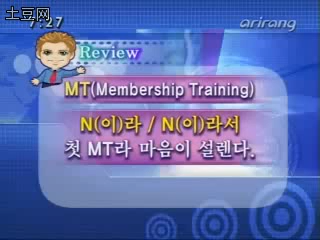 土豆网
7:27
arirang
Review
MT(Membership Training)
N(이)라 / N(이)라서
첫 MT라 마음이 설렌다.